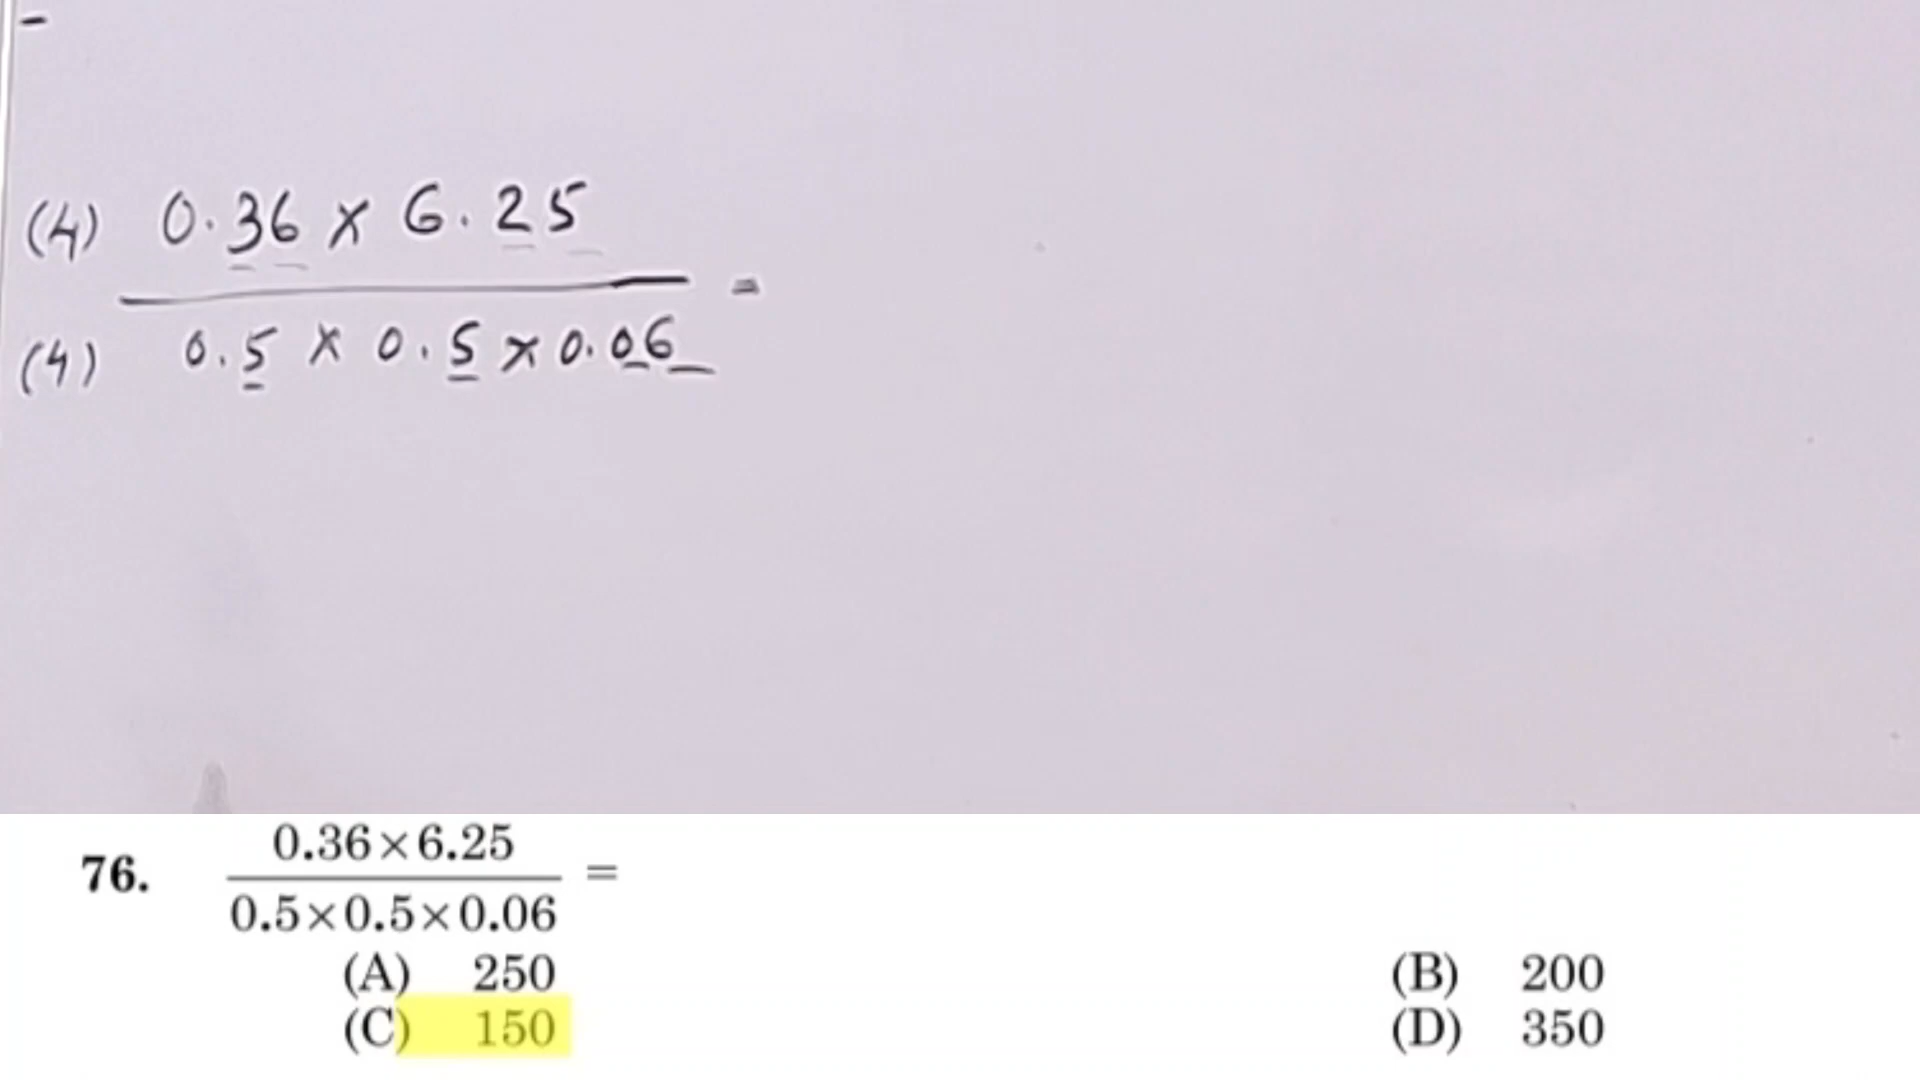 (4) 0.36 x 6.25 =
(4) 0.5 x 0.5 x 0.06
76. 0.36×6.25 =
0.5×0.5×0.06
(A) 250 (B) 200
(C) 150 (D) 350